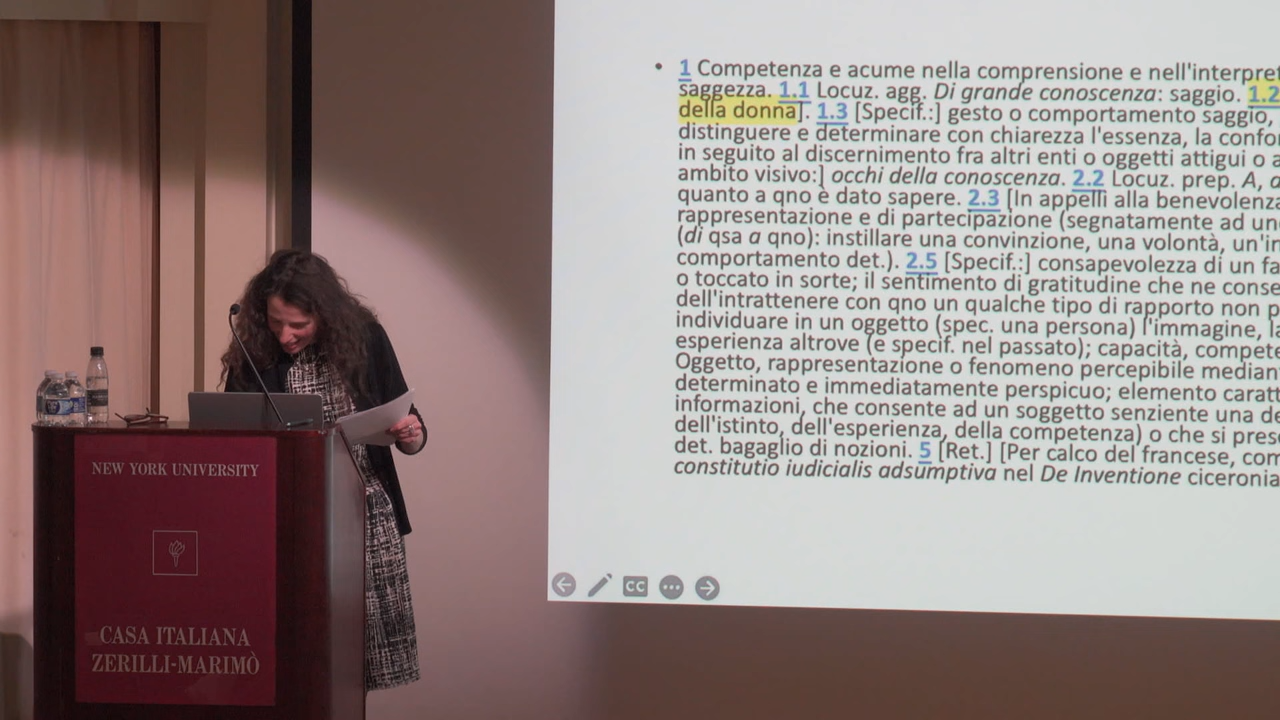 1 Competenza e acume nella comprensione e nell'interpret
saggezza. 1.1 Locuz. agg. Di grande conoscenza: saggio. 1.2
della donna]. 1.3 [Specif.:] gesto o comportamento saggio,
distinguere e determinare con chiarezza l'essenza, la confor
in seguito al discernimento fra altri enti o oggetti attigui o a
ambito visivo:] occhi della conoscenza. 2.2 Locuz. prep. A, a
quanto a qno è dato sapere. 2.3 [In appelli alla benevolenza
rappresentazione e di partecipazione (segnatamente ad un
(di qsa a qno): instillare una convinzione, una volontà, un'in
comportamento det.). 2.5 [Specif.:] consapevolezza di un fa
o toccato in sorte; il sentimento di gratitudine che ne conse
dell'intrattenere con qno un qualche tipo di rapporto non p
individuare in un oggetto (spec. una persona) l'immagine, la
esperienza altrove (e specif. nel passato); capacità, compete
Oggetto, rappresentazione o fenomeno percepibile median
determinato e immediatamente perspicuo; elemento caratt
informazioni, che consente ad un soggetto senziente una de
dell'istinto, dell'esperienza, della competenza) o che si pres
det. bagaglio di nozioni. 5 [Ret.] [Per calco del francese, com
constitutio iudicialis adsumptiva nel De Inventione ciceronia
CC
NEW YORK UNIVERSITY
CASA ITALIANA
ZERILLI-MARIMÒ